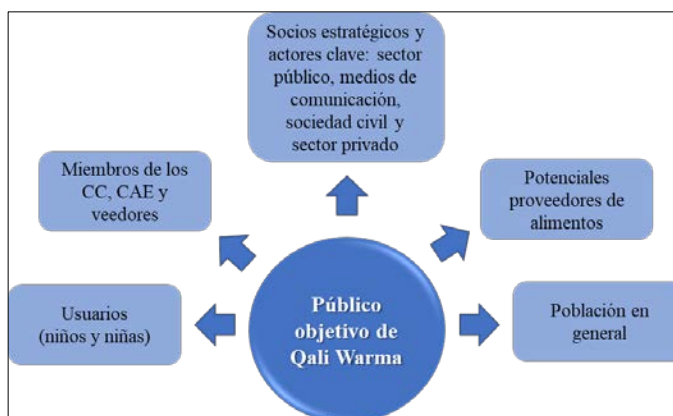 Socios estratégicos y
actores clave: sector
público, medios de
comunicación,
sociedad civil y
sector privado
Miembros de los
CC, CAE y
veedores
Potenciales
proveedores de
alimentos
Usuarios
(niños y niñas)
Público
objetivo de
Qali Warma
Población en
general